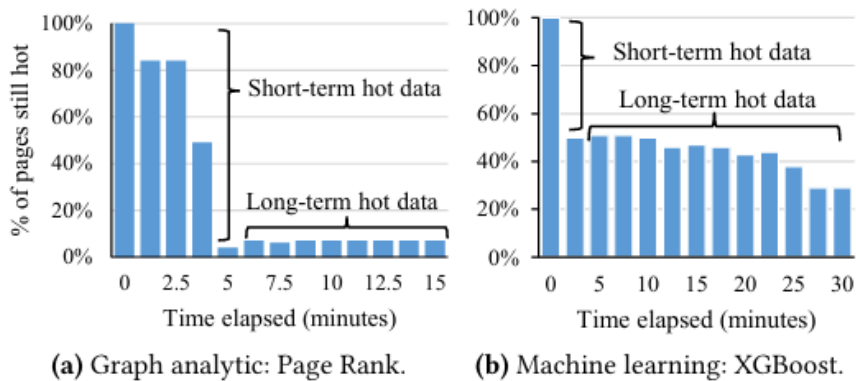 % of pages still hot
100%
80%
60%
40%
20%
0%
Short-term hot data
Long-term hot data
0 2.5 5 7.5 10 12.5 15
Time elapsed (minutes)
(a) Graph analytic: Page Rank.
100%
80%
60%
40%
20%
0%
Short-term hot data
Long-term hot data
0 5 10 15 20 25 30
Time elapsed (minutes)
(b) Machine learning: XGBoost.